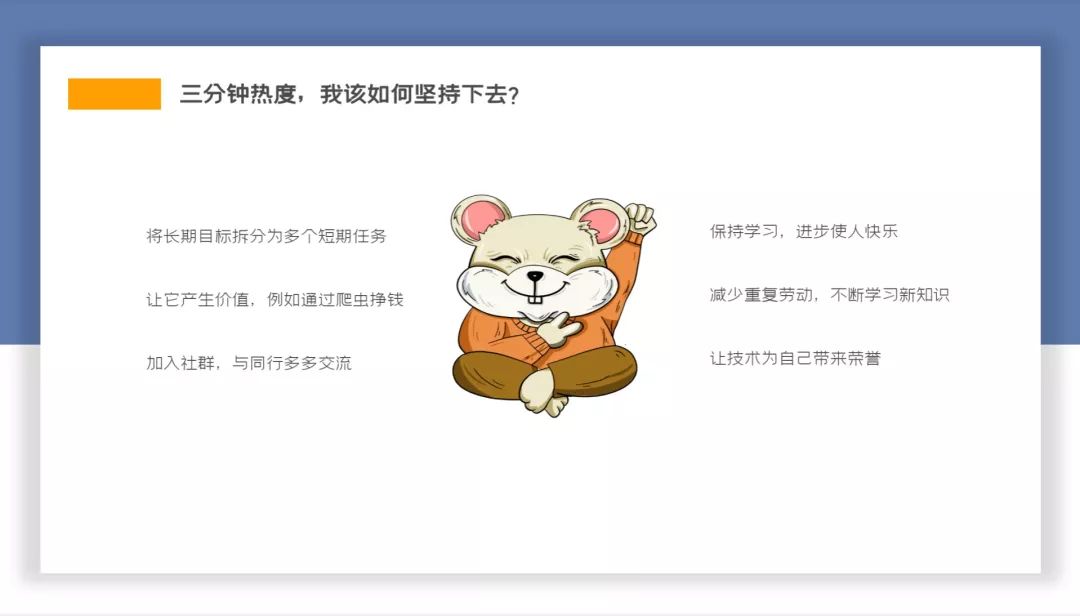 三分钟热度，我该如何坚持下去?
将长期目标拆分为多个短期任务
让它产生价值，例如通过爬虫挣钱
加入社群，与同行多多交流
保持学习，进步使人快乐
减少重复劳动，不断学习新知识
让技术为自己带来荣誉